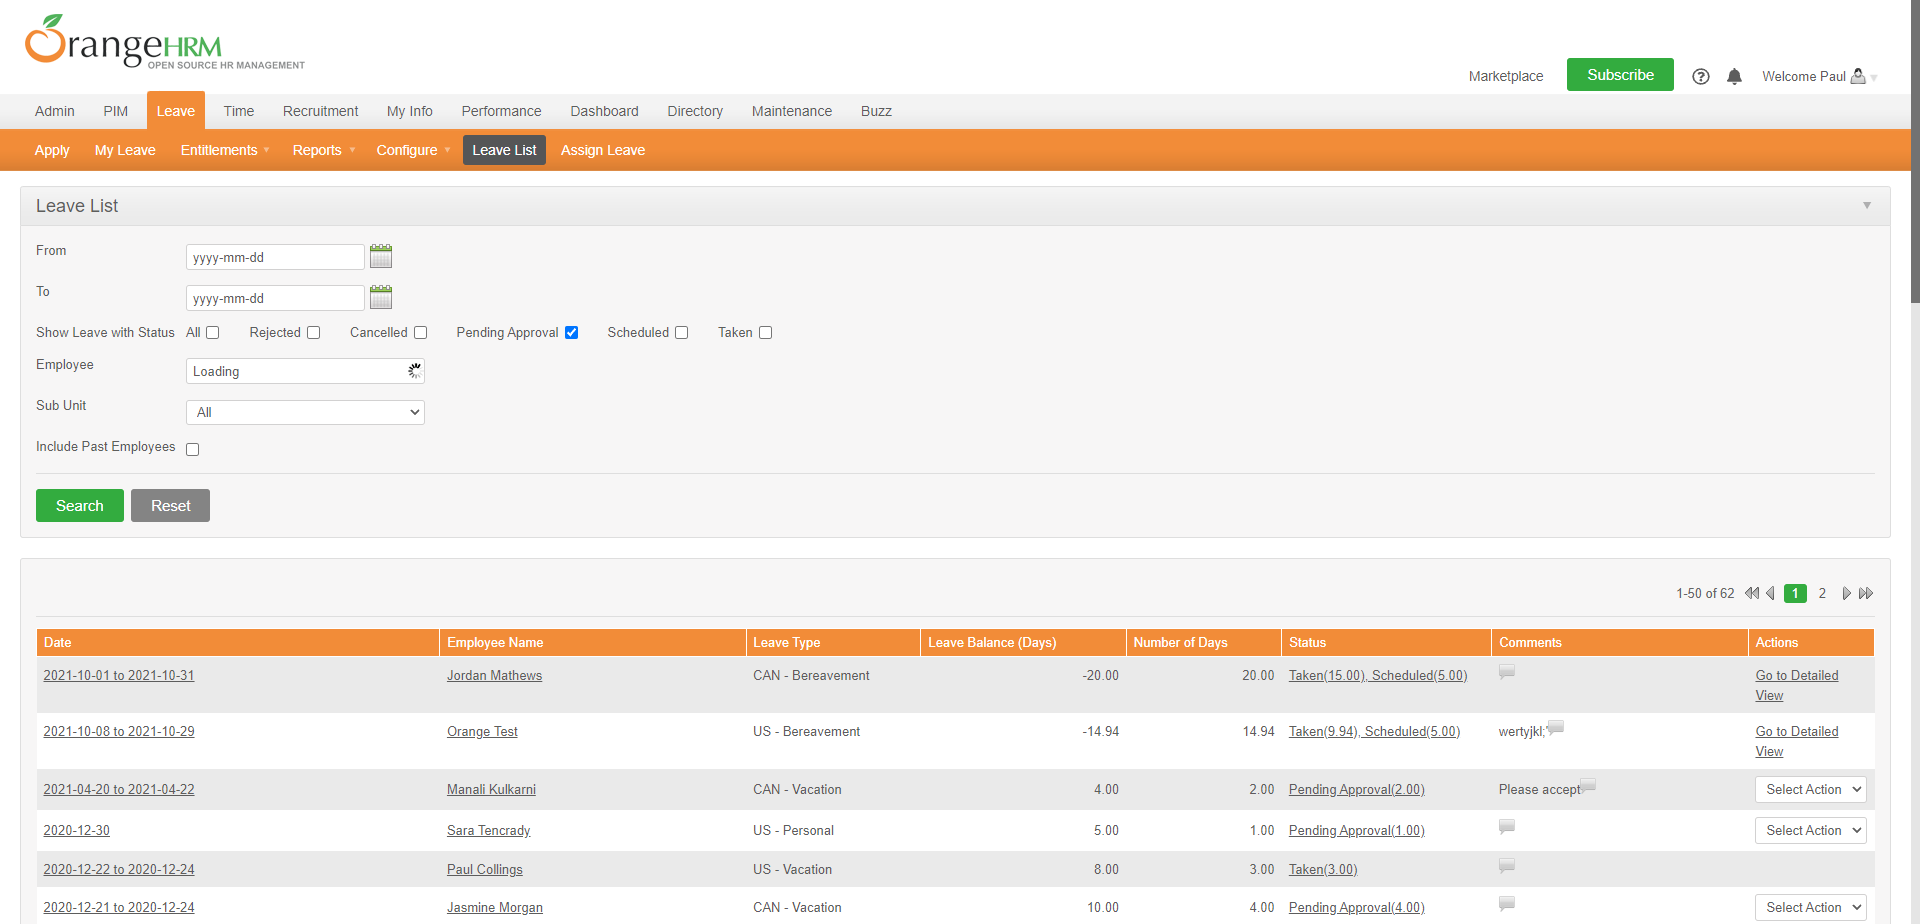 OrangeHRM
OPEN SOURCE HR MANAGEMENT
Marketplace Subscribe Welcome Paul
Admin PIM Leave Time Recruitment My Info Performance Dashboard Directory Maintenance Buzz
Apply My Leave Entitlements Reports Configure Leave List Assign Leave
Leave List
From yyyy-mm-dd
To yyyy-mm-dd
Show Leave with Status All Rejected Cancelled Pending Approval Scheduled Taken
Employee Loading
Sub Unit All
Include Past Employees
Search Reset
1-50 of 62 1 2
Date Employee Name Leave Type Leave Balance (Days) Number of Days Status Comments Actions
2021-10-01 to 2021-10-31 Jordan Mathews CAN - Bereavement -20.00 20.00 Taken(15.00), Scheduled(5.00) Go to Detailed
View
2021-10-08 to 2021-10-29 Orange Test US - Bereavement -14.94 14.94 Taken(9.94), Scheduled(5.00) wertyjkl;' Go to Detailed
View
2021-04-20 to 2021-04-22 Manali Kulkarni CAN - Vacation 4.00 2.00 Pending Approval(2.00) Please accept Select Action
2020-12-30 Sara Tencrady US - Personal 5.00 1.00 Pending Approval(1.00) Select Action
2020-12-22 to 2020-12-24 Paul Collings US - Vacation 8.00 3.00 Taken(3.00)
2020-12-21 to 2020-12-24 Jasmine Morgan CAN - Vacation 10.00 4.00 Pending Approval(4.00) Select Action